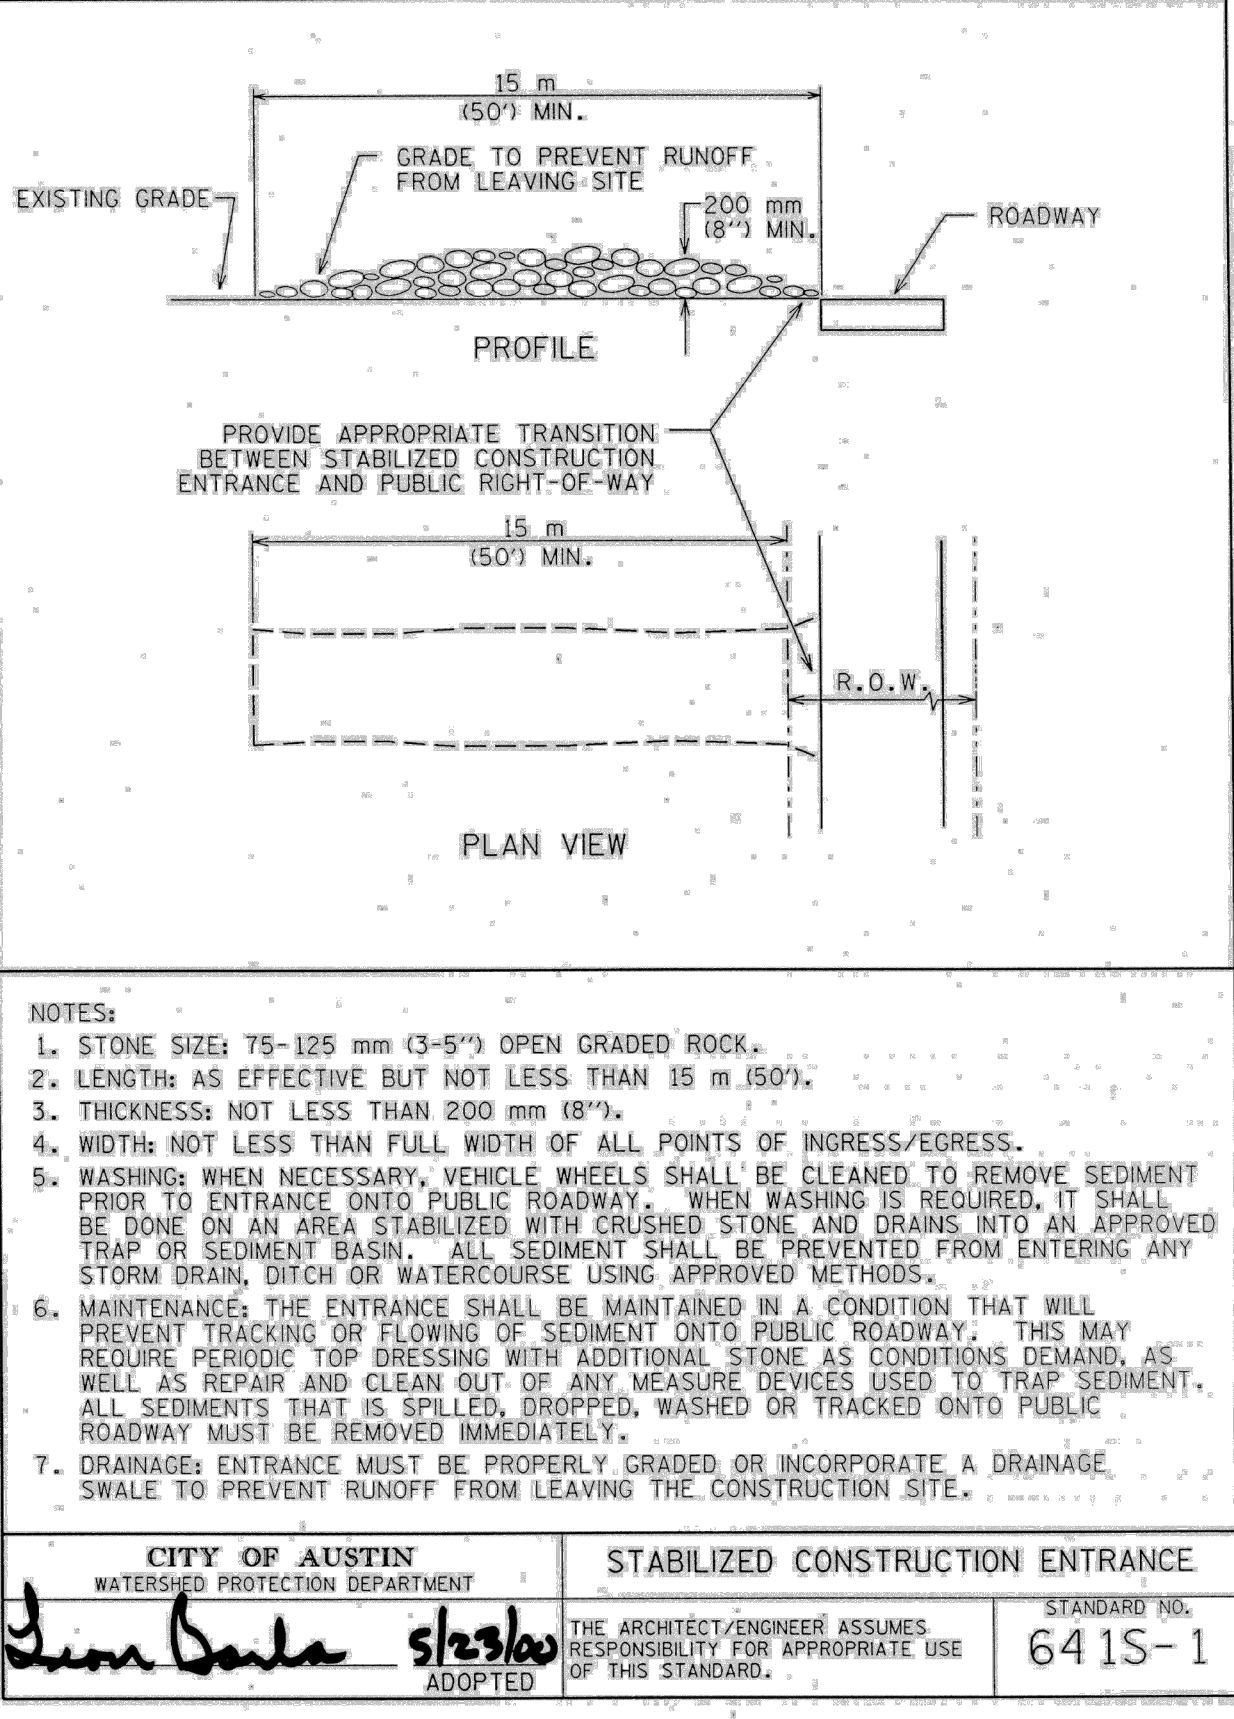 15 m
(50') MIN.
GRADE TO PREVENT RUNOFF
FROM LEAVING SITE
EXISTING GRADE
200 mm
(8'') MIN.
ROADWAY
PROFILE
PROVIDE APPROPRIATE TRANSITION
BETWEEN STABILIZED CONSTRUCTION
ENTRANCE AND PUBLIC RIGHT-OF-WAY
15 m
(50') MIN.
R.O.W.
PLAN VIEW
NOTES:
1. STONE SIZE: 75-125 mm (3-5'') OPEN GRADED ROCK.
2. LENGTH: AS EFFECTIVE BUT NOT LESS THAN 15 m (50').
3. THICKNESS: NOT LESS THAN 200 mm (8'').
4. WIDTH: NOT LESS THAN FULL WIDTH OF ALL POINTS OF INGRESS/EGRESS.
5. WASHING: WHEN NECESSARY, VEHICLE WHEELS SHALL BE CLEANED TO REMOVE SEDIMENT
PRIOR TO ENTRANCE ONTO PUBLIC ROADWAY. WHEN WASHING IS REQUIRED, IT SHALL
BE DONE ON AN AREA STABILIZED WITH CRUSHED STONE AND DRAINS INTO AN APPROVED
TRAP OR SEDIMENT BASIN. ALL SEDIMENT SHALL BE PREVENTED FROM ENTERING ANY
STORM DRAIN, DITCH OR WATERCOURSE USING APPROVED METHODS.
6. MAINTENANCE: THE ENTRANCE SHALL BE MAINTAINED IN A CONDITION THAT WILL
PREVENT TRACKING OR FLOWING OF SEDIMENT ONTO PUBLIC ROADWAY. THIS MAY
REQUIRE PERIODIC TOP DRESSING WITH ADDITIONAL STONE AS CONDITIONS DEMAND, AS
WELL AS REPAIR AND CLEAN OUT OF ANY MEASURE DEVICES USED TO TRAP SEDIMENT.
ALL SEDIMENTS THAT IS SPILLED, DROPPED, WASHED OR TRACKED ONTO PUBLIC
ROADWAY MUST BE REMOVED IMMEDIATELY.
7. DRAINAGE: ENTRANCE MUST BE PROPERLY GRADED OR INCORPORATE A DRAINAGE
SWALE TO PREVENT RUNOFF FROM LEAVING THE CONSTRUCTION SITE.
CITY OF AUSTIN
WATERSHED PROTECTION DEPARTMENT
5/23/00
ADOPTED
STABILIZED CONSTRUCTION ENTRANCE
THE ARCHITECT/ENGINEER ASSUMES
RESPONSIBILITY FOR APPROPRIATE USE
OF THIS STANDARD.
STANDARD NO.
641S-1